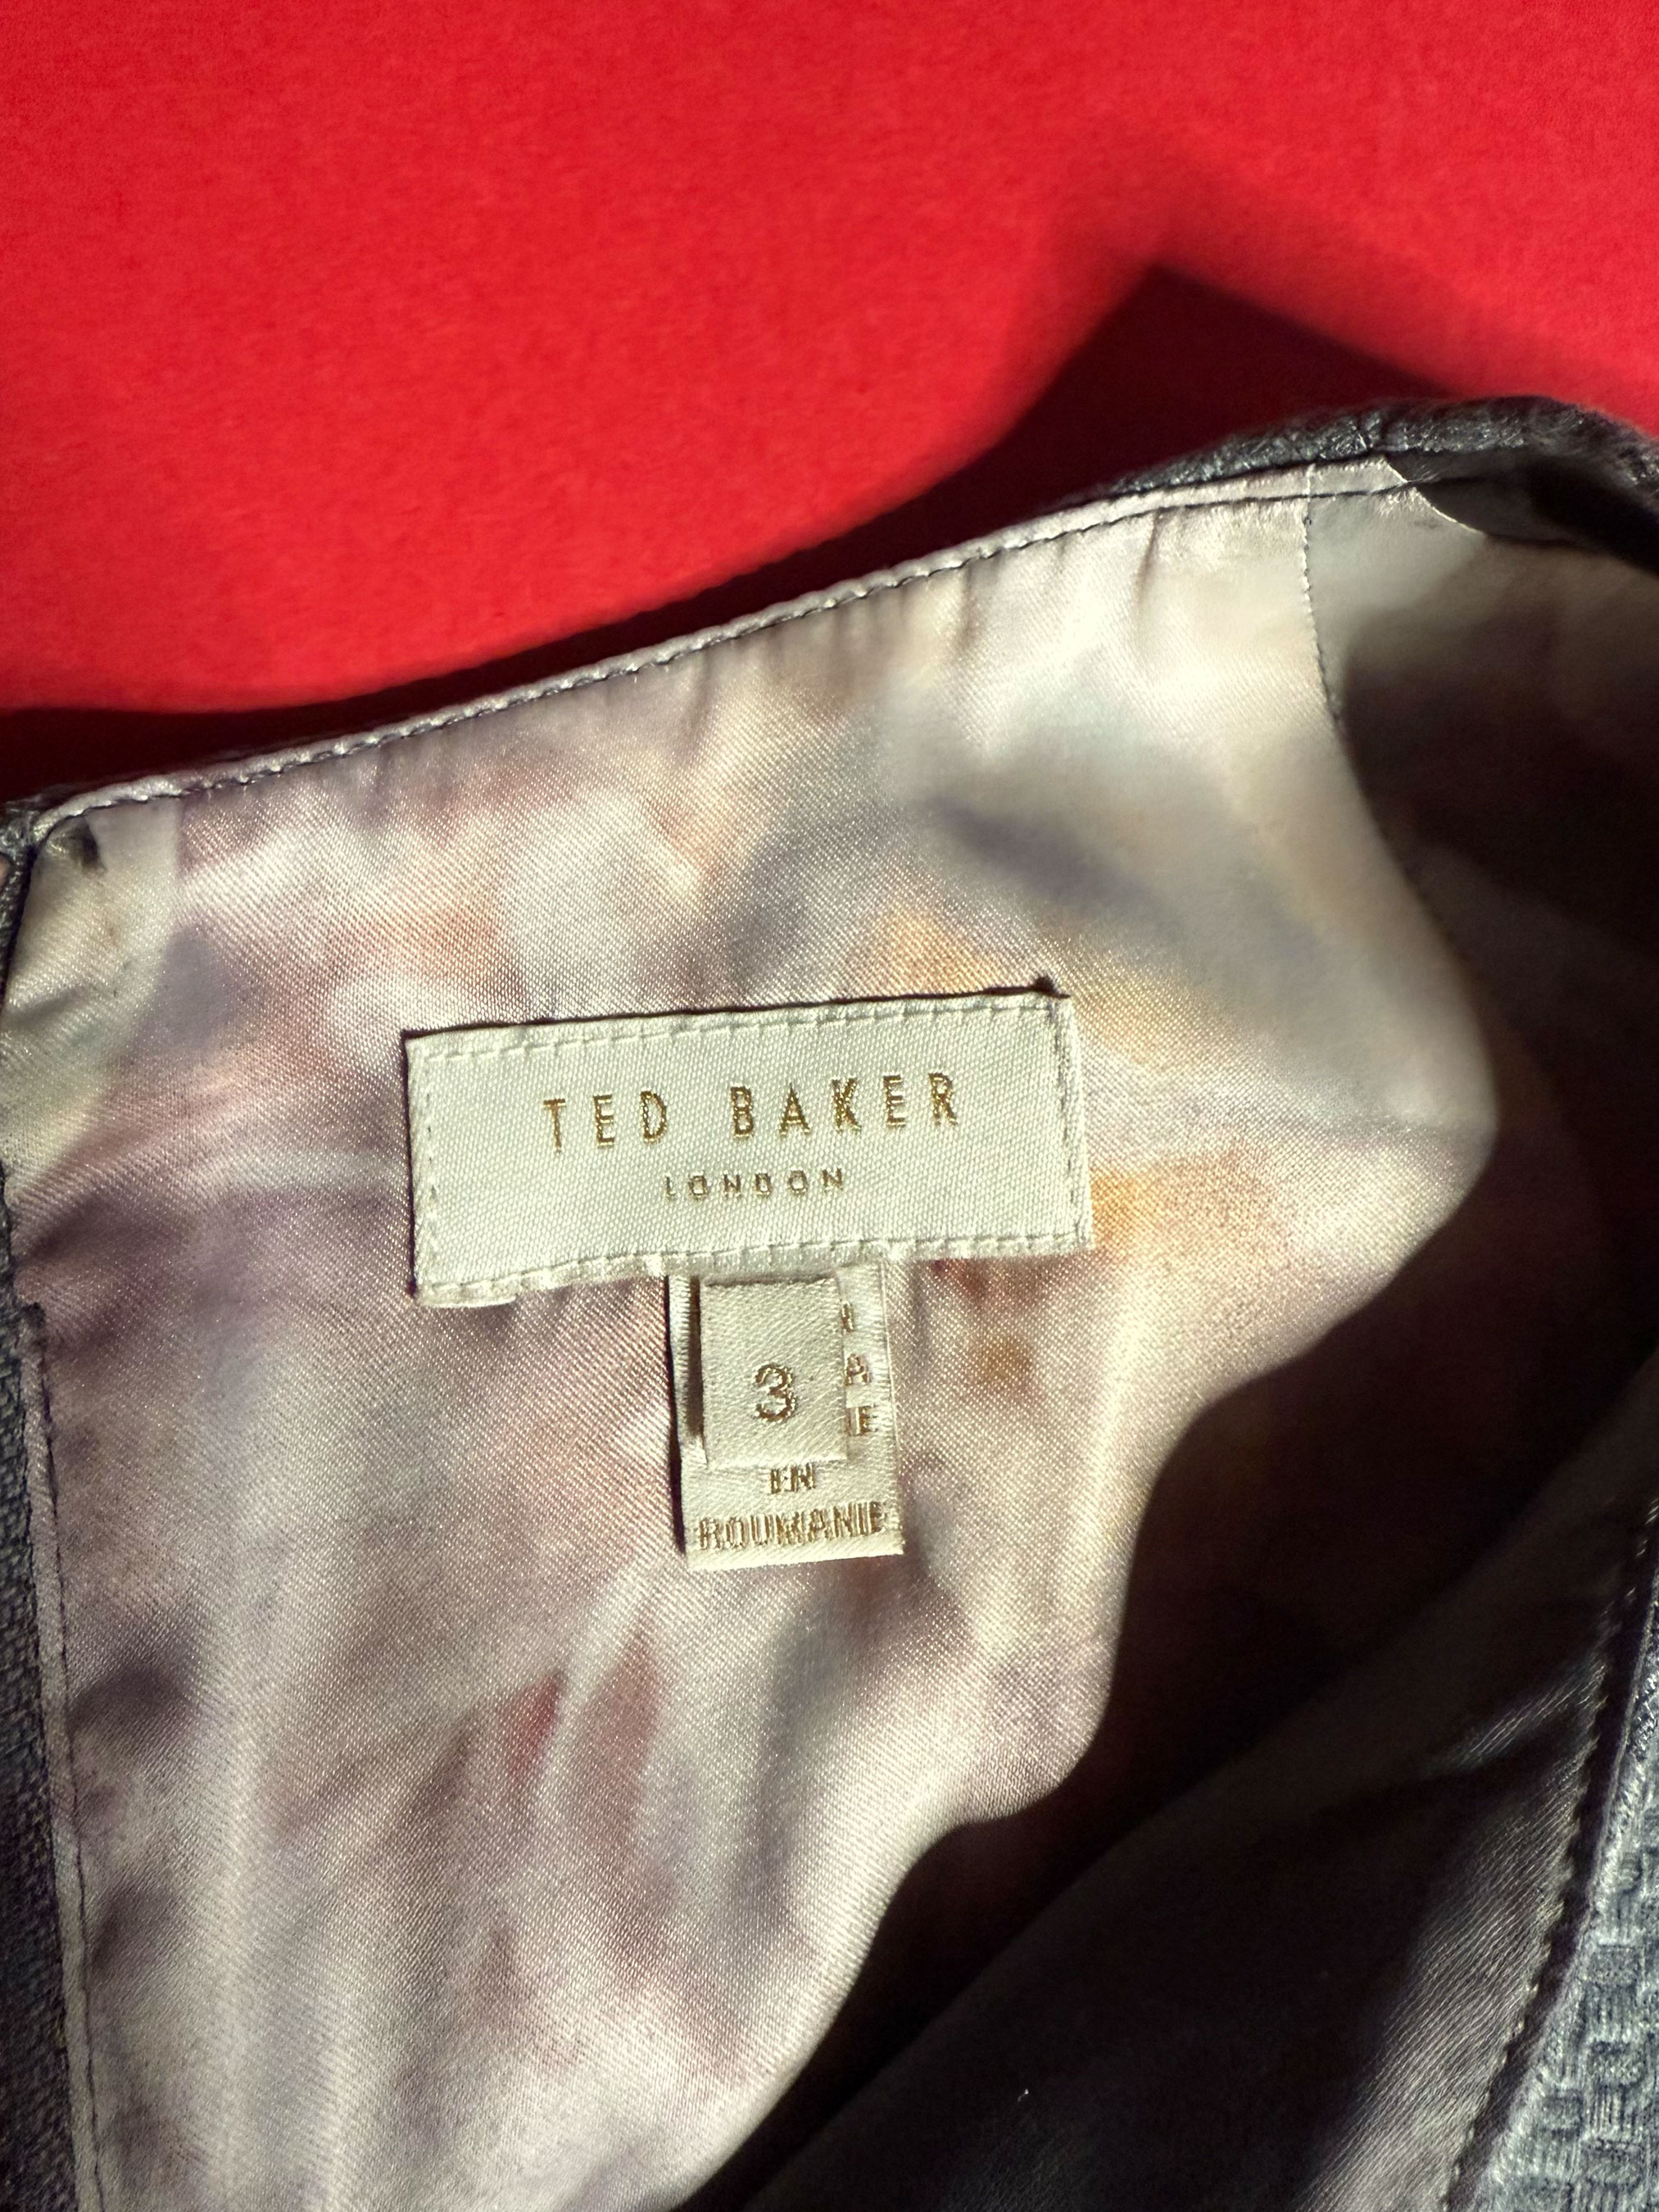 TED BAKER
LONDON
3
EN
ROUMANIE